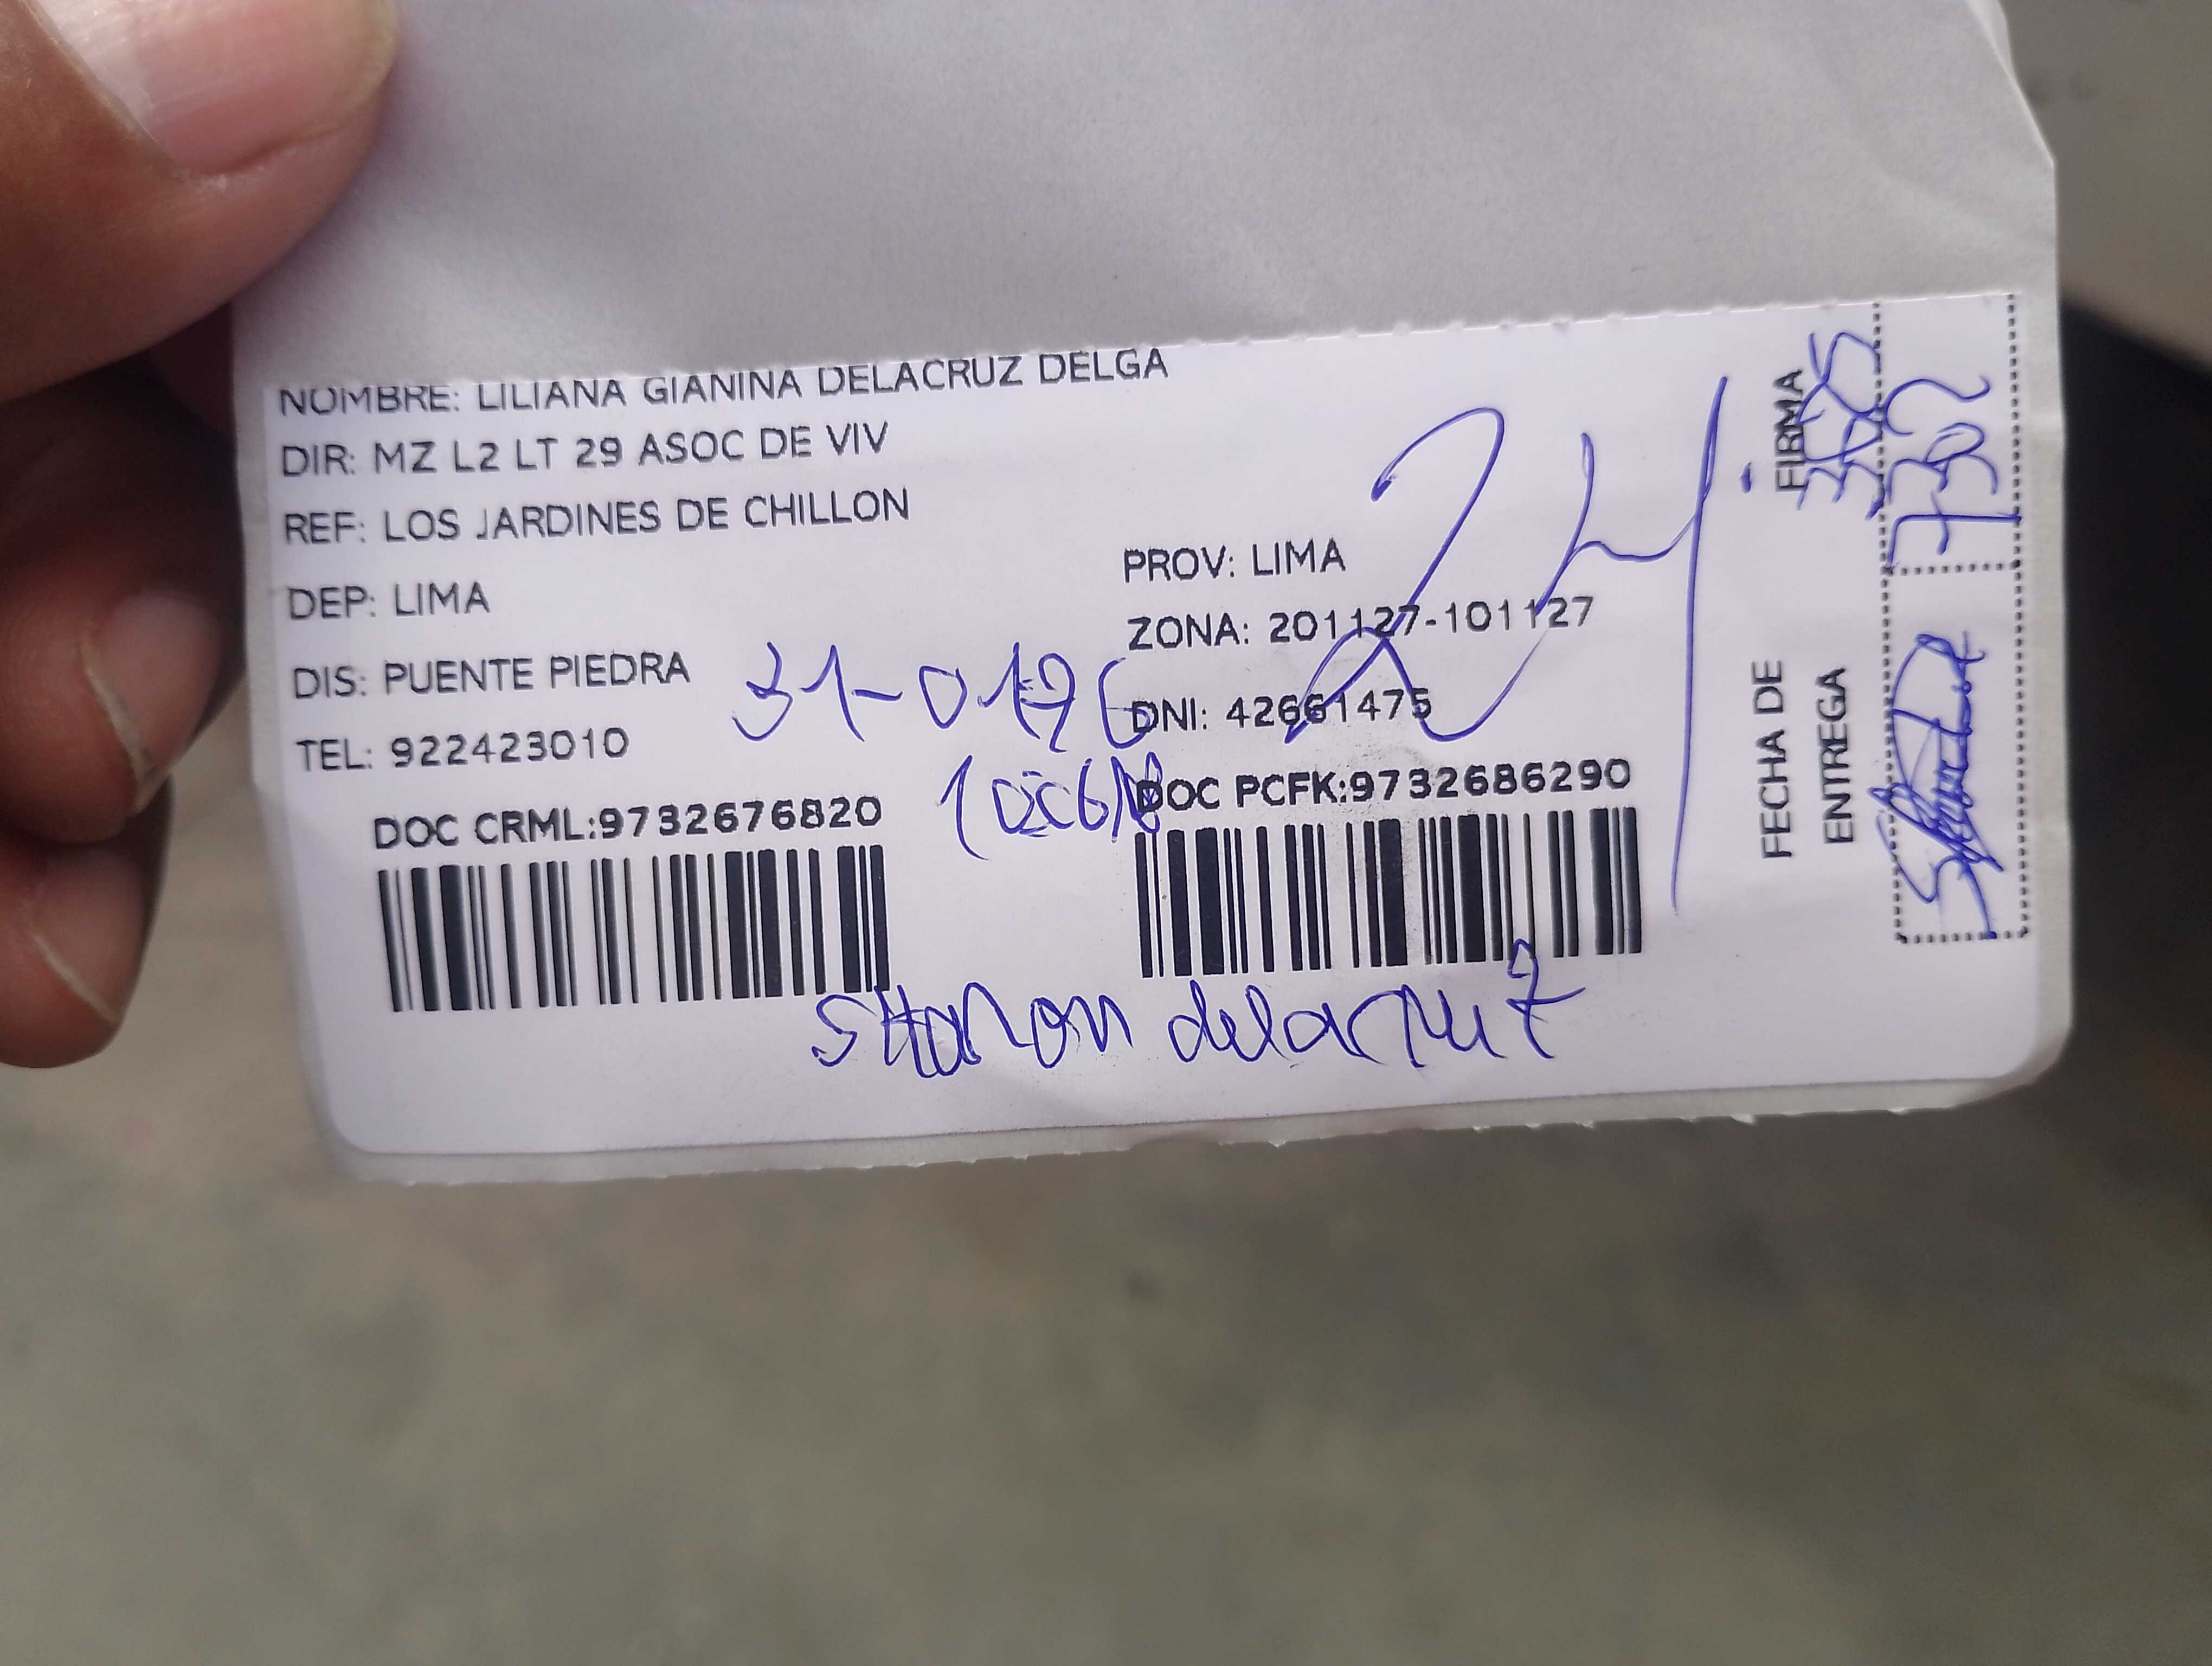 NOMBRE: LILIANA GIANINA DELACRUZ DELGA
DIR: MZ L2 LT 29 ASOC DE VIV
REF: LOS JARDINES DE CHILLON
DEP: LIMA
PROV: LIMA
ZONA: 201127-101127
DIS: PUENTE PIEDRA
DNI: 42661475
TEL: 922423010
24
DOC CRML:9732676820
DOC PCFK:9732686290
FIRMA
FECHA DE
ENTREGA
delacruz